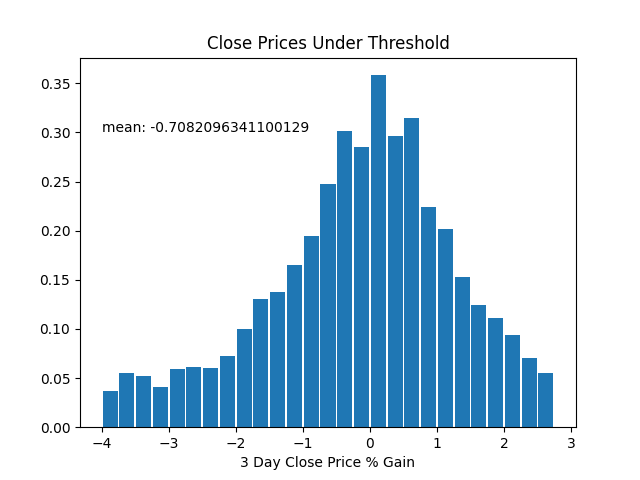 Close Prices Under Threshold
0.35
0.30
0.25
0.20
0.15
0.10
0.05
0.00
mean: -0.7082096341100129
−4 −3 −2 −1 0 1 2 3
3 Day Close Price % Gain